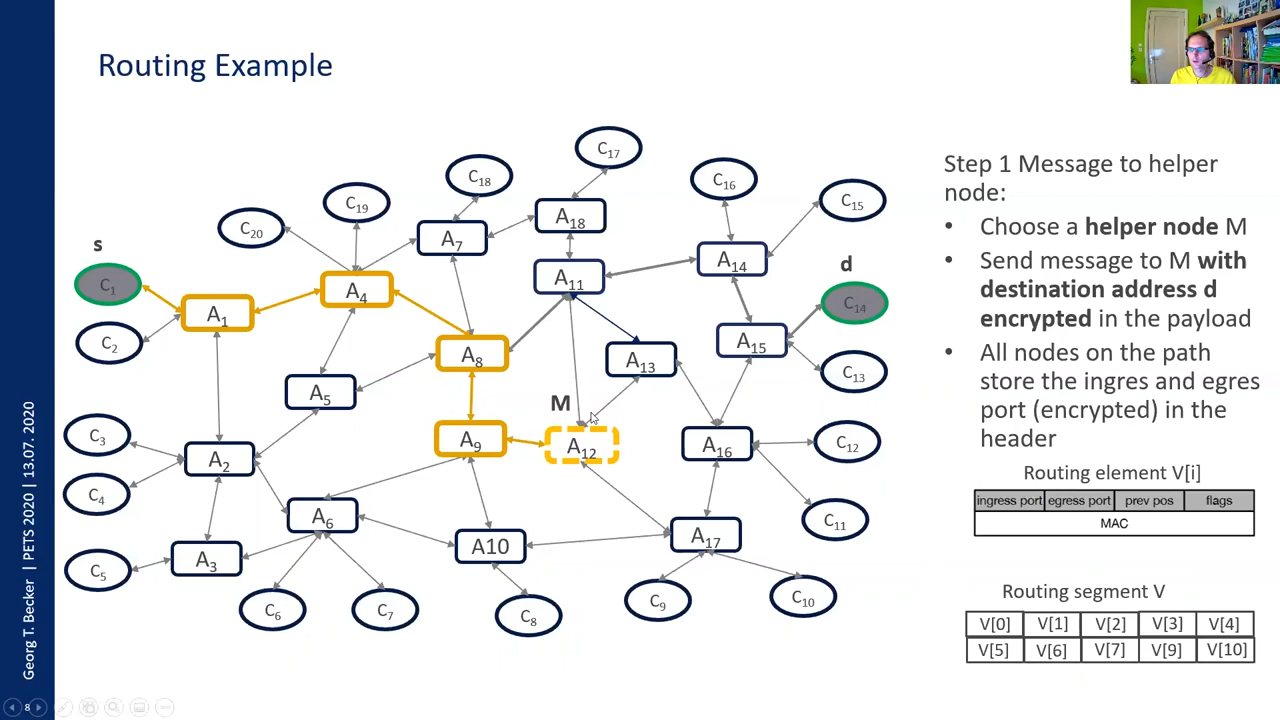 Routing Example
C₁₇
C₁₈
C₁₆
C₁₉
C₁₅
C₂₀
A₁₈
A₇
s
A₁₄
d
A₁₁
C₁
A₄
C₁₄
A₁
C₂
A₁₅
A₈
A₁₃
C₁₃
A₅
M
C₃
A₉
A₁₂
A₁₆
C₁₂
A₂
C₄
A₆
C₁₁
A₁₇
A10
A₃
C₅
C₆
C₇
C₈
C₉
C₁₀
Step 1 Message to helper
node:
• Choose a helper node M
• Send message to M with
destination address d
encrypted in the payload
• All nodes on the path
store the ingres and egres
port (encrypted) in the
header
Routing element V[i]
ingress port egress port prev pos flags
MAC
Routing segment V
V[0] V[1] V[2] V[3] V[4]
V[5] V[6] V[7] V[9] V[10]
Georg T. Becker | PETS 2020 | 13.07. 2020
8